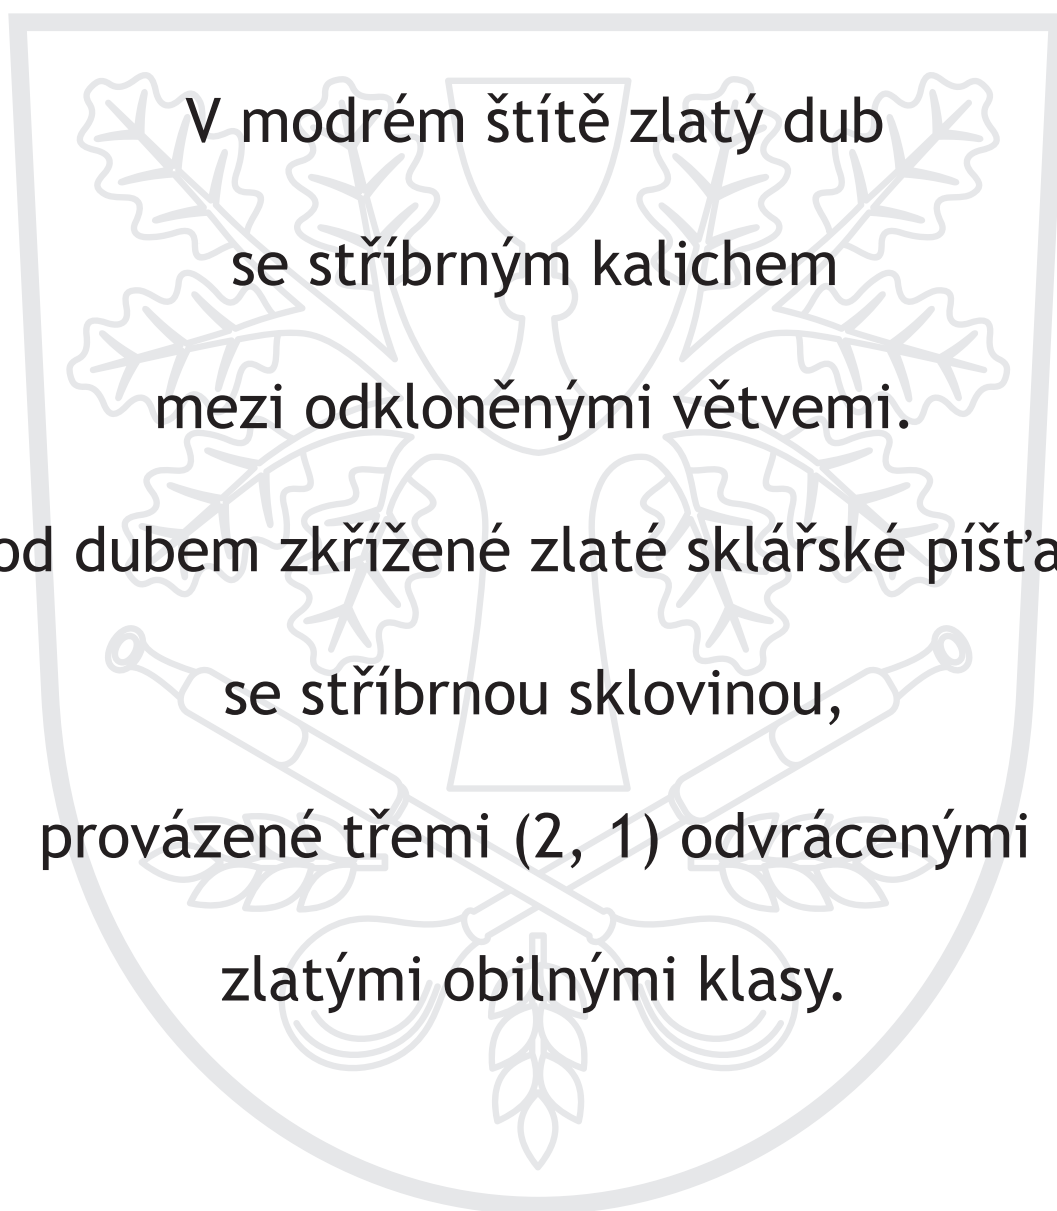 V modrém štítě zlatý dub
se stříbrným kalichem
mezi odkloněnými větvemi.
od dubem zkřížené zlaté sklářské píšťa
se stříbrnou sklovinou,
provázené třemi (2, 1) odvrácenými
zlatými obilnými klasy.